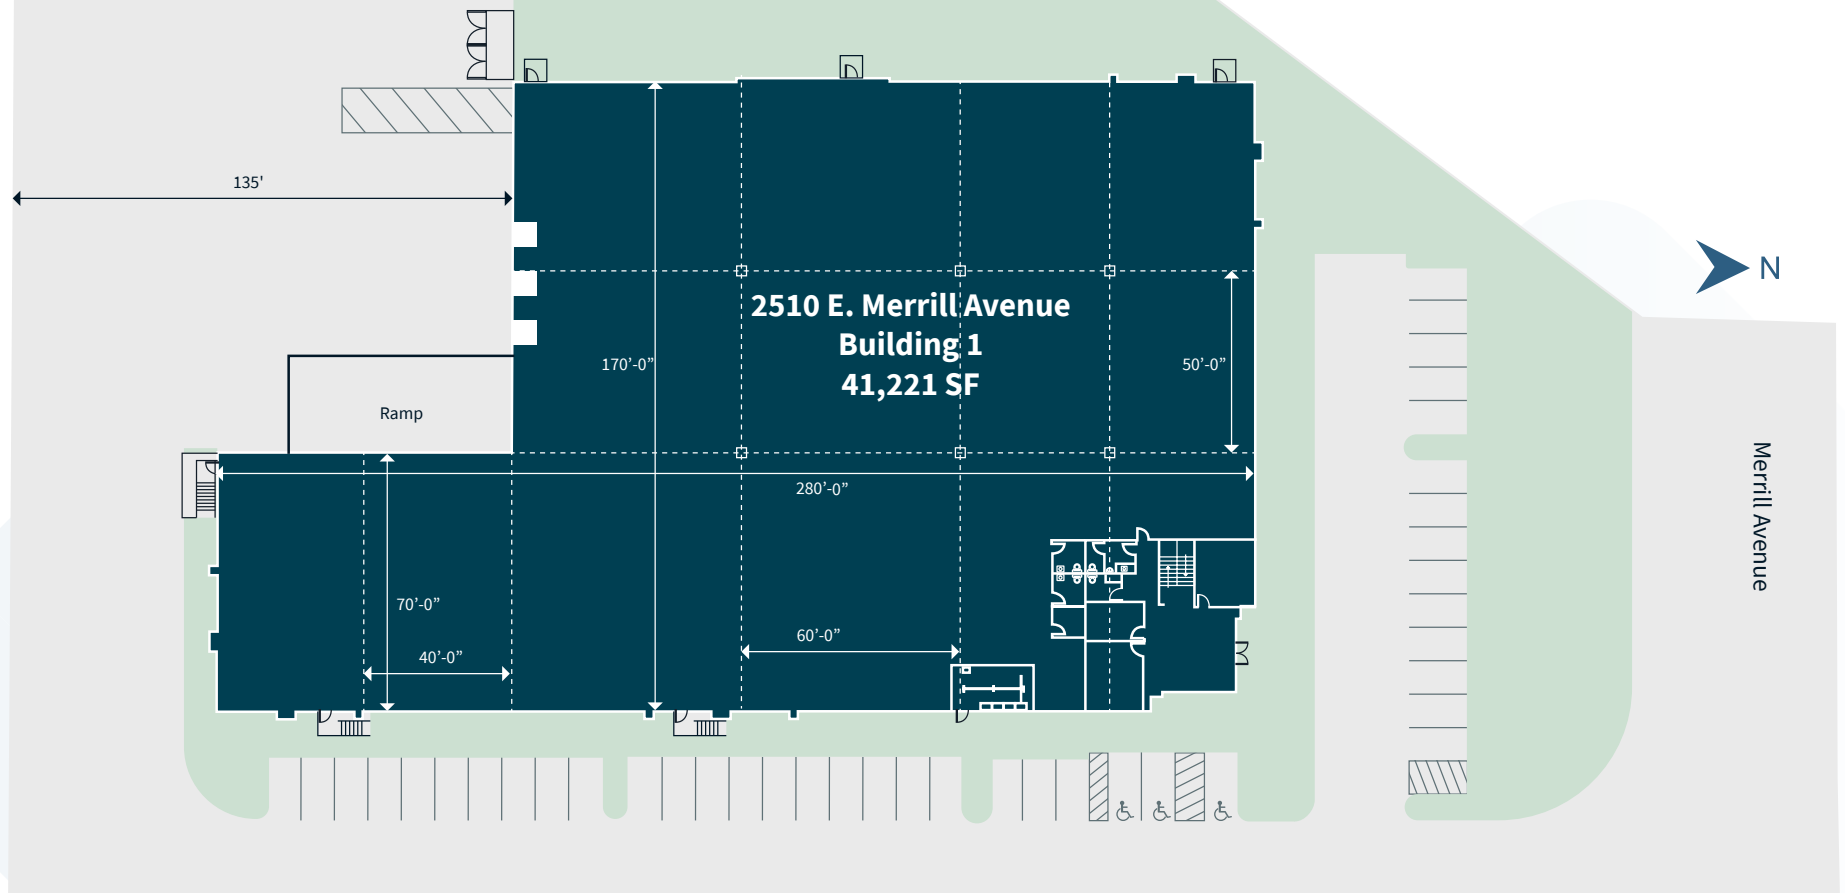 135'
N
2510 E. Merrill Avenue
Building 1
41,221 SF
170’-0”
50’-0”
Ramp
280’-0”
Merrill Avenue
70’-0”
60’-0”
40’-0”